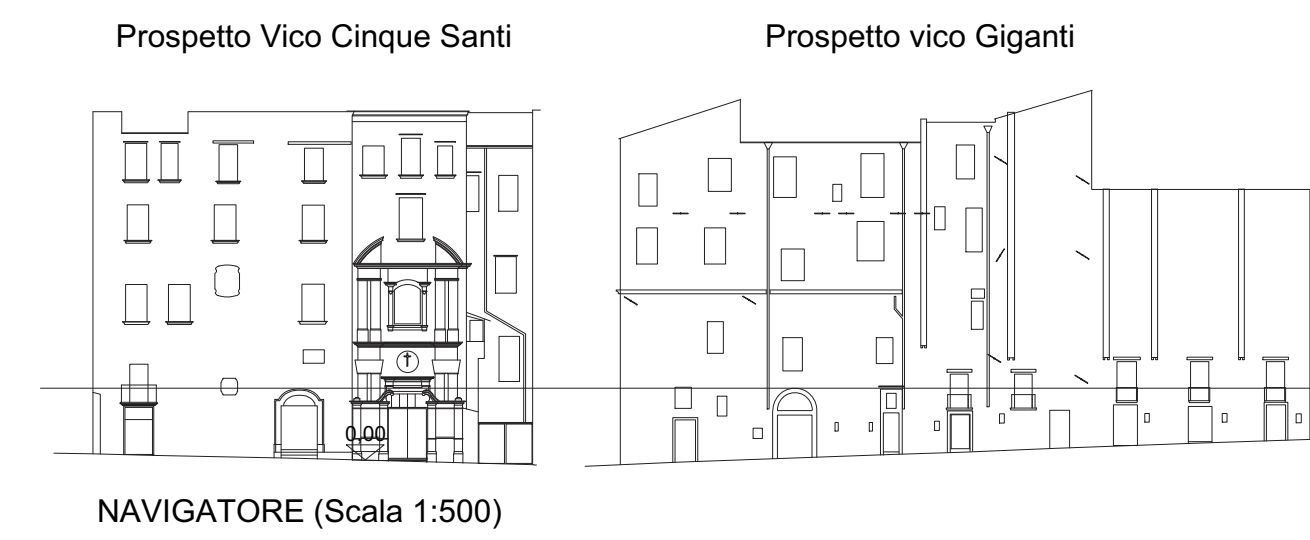 Prospetto Vico Cinque Santi
Prospetto vico Giganti
0.00
NAVIGATORE (Scala 1:500)